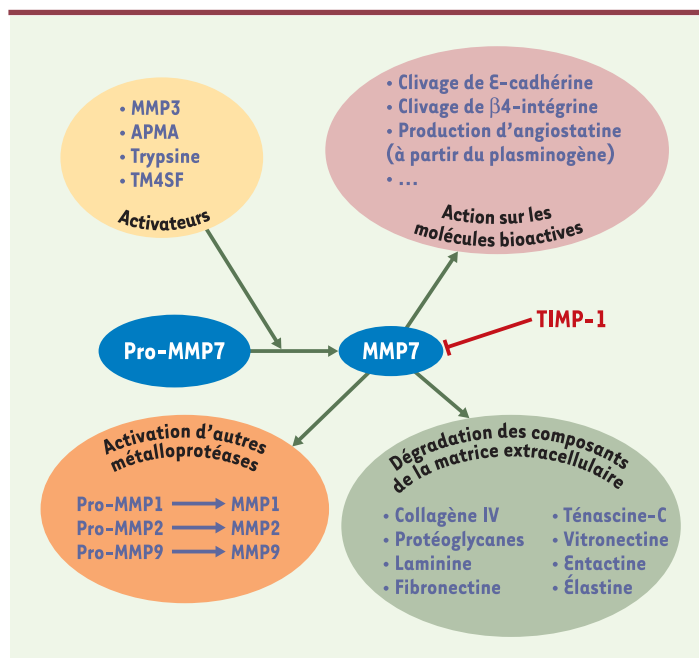 • MMP3
• APMA
• Trypsine
• TM4SF
Activateurs
• Clivage de E-cadhérine
• Clivage de β4-intégrine
• Production d'angiostatine
(à partir du plasminogène)
• ...
Action sur les
molécules bioactives
TIMP-1
Pro-MMP7
MMP7
Activation d'autres
métalloprotéases
Pro-MMP1 → MMP1
Pro-MMP2 → MMP2
Pro-MMP9 → MMP9
Dégradation des composants
de la matrice extracellulaire
• Collagène IV
• Protéoglycanes
• Laminine
• Fibronectine
• Ténascine-C
• Vitronectine
• Entactine
• Élastine